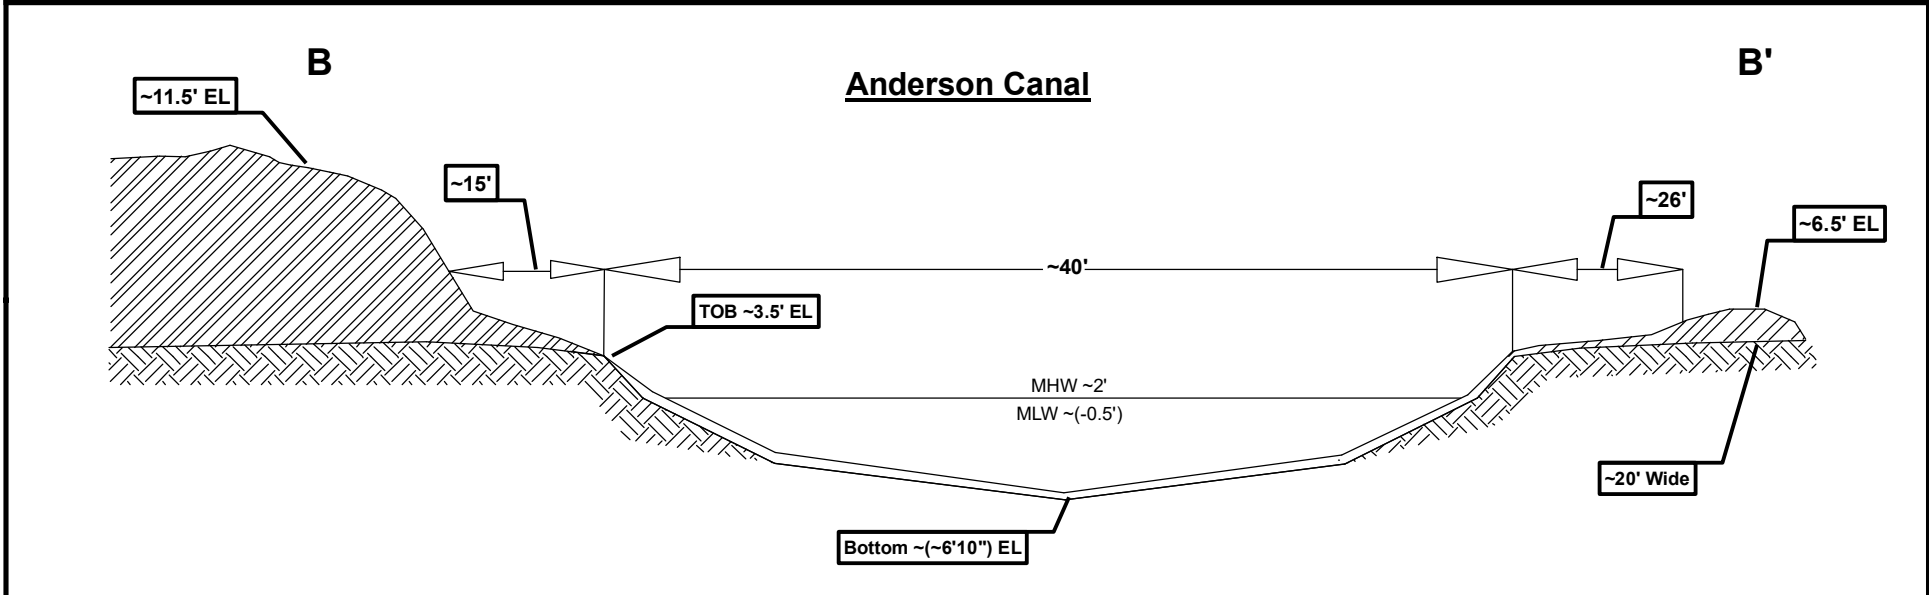 B
B'
Anderson Canal
~11.5' EL
~15'
~26'
~6.5' EL
~40'
TOB ~3.5' EL
MHW ~2'
MLW ~(-0.5')
~20' Wide
Bottom ~(~6'10") EL